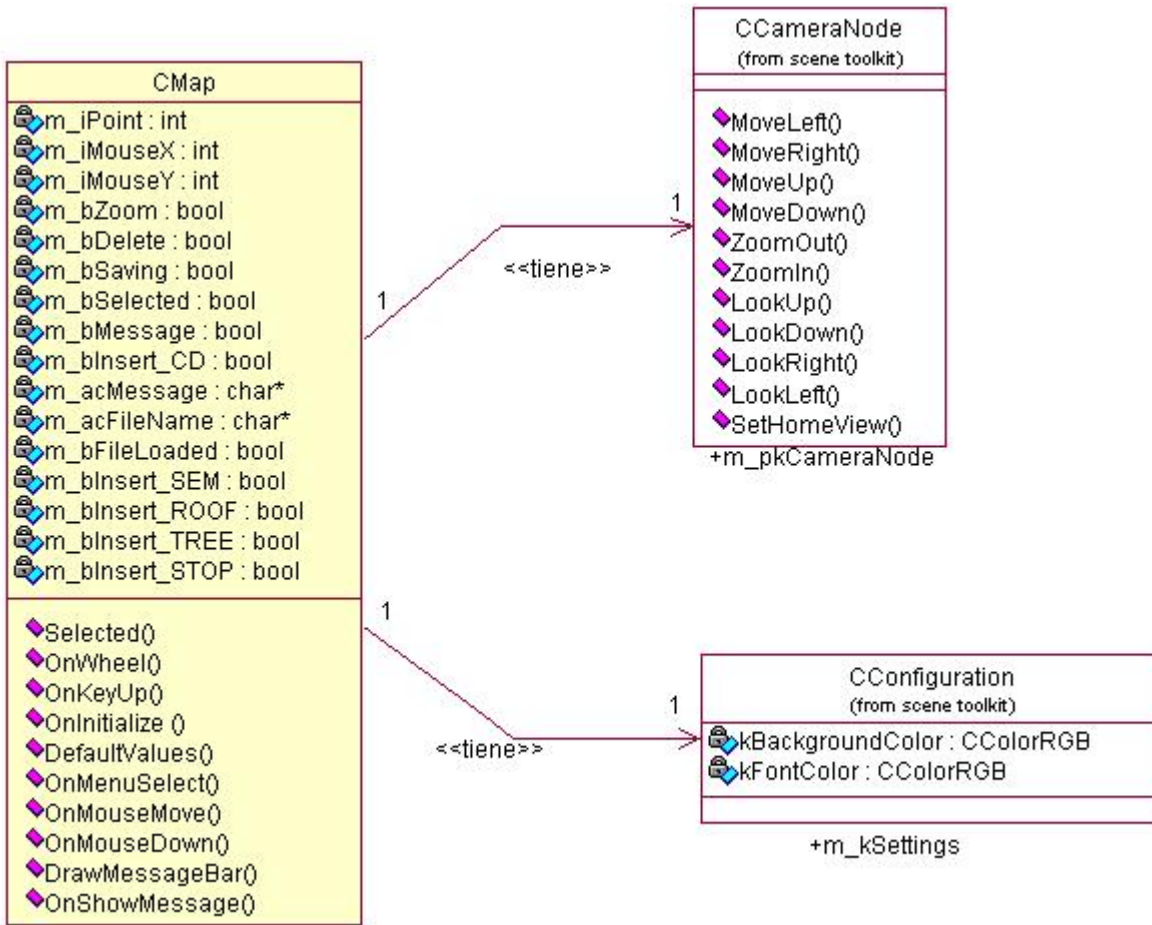 CMap
m_iPoint : int
m_iMouseX : int
m_iMouseY : int
m_bZoom : bool
m_bDelete : bool
m_bSaving : bool
m_bSelected : bool
m_bMessage : bool
m_bInsert_CD : bool
m_acMessage : char*
m_acFileName : char*
m_bFileLoaded : bool
m_bInsert_SEM : bool
m_bInsert_ROOF : bool
m_bInsert_TREE : bool
m_bInsert_STOP : bool
Selected()
OnWheel()
OnKeyUp()
OnInitialize ()
DefaultValues()
OnMenuSelect()
OnMouseMove()
OnMouseDown()
DrawMessageBar()
OnShowMessage()
1
<<tiene>>
1
CCameraNode
(from scene toolkit)
MoveLeft()
MoveRight()
MoveUp()
MoveDown()
ZoomOut()
ZoomIn()
LookUp()
LookDown()
LookRight()
LookLeft()
SetHomeView()
+m_pkCameraNode
1
<<tiene>>
1
CConfiguration
(from scene toolkit)
kBackgroundColor : CColorRGB
kFontColor : CColorRGB
+m_kSettings